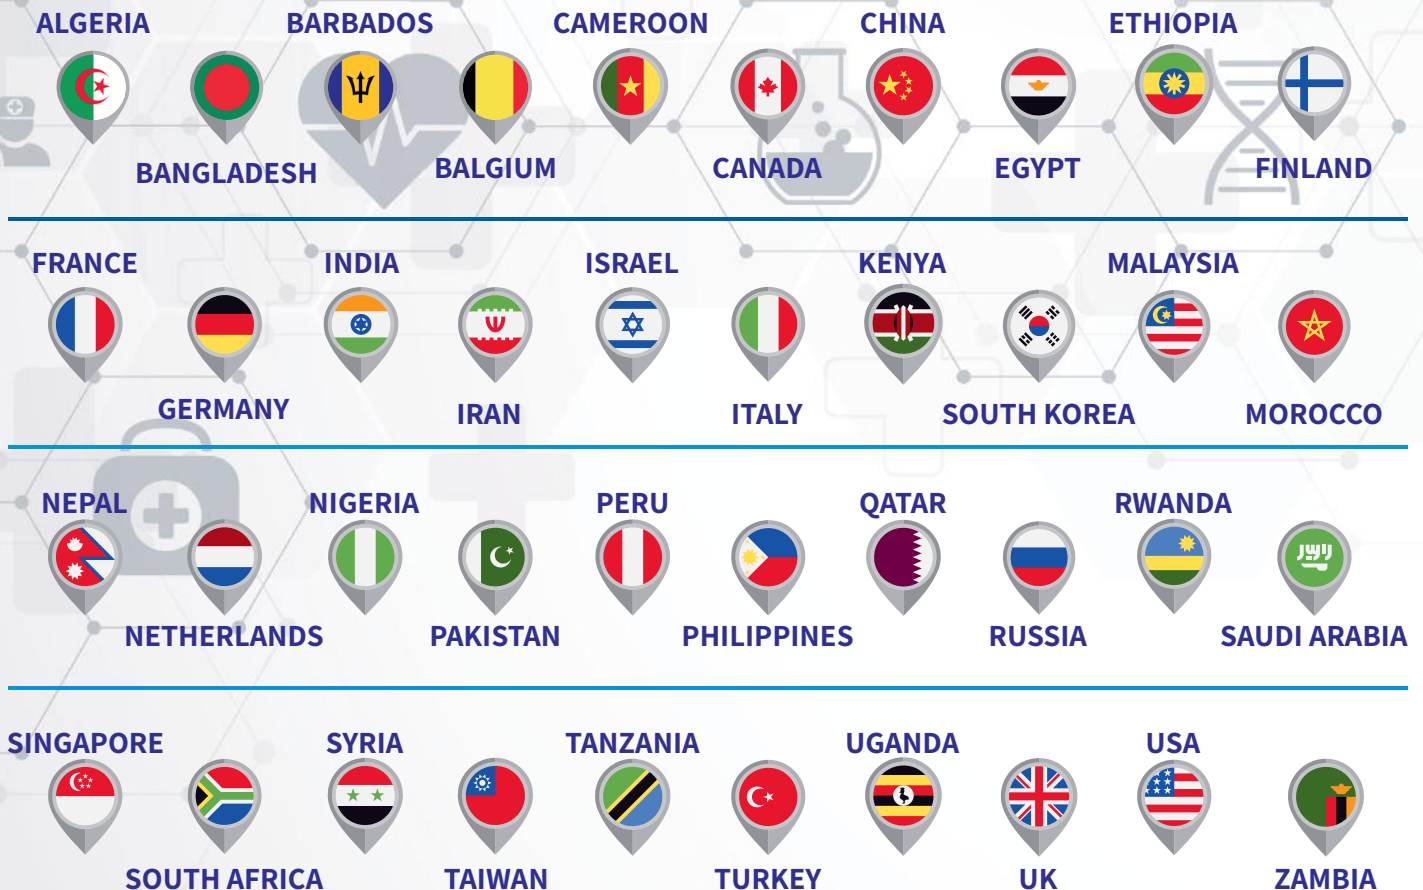 ALGERIA BARBADOS CAMEROON CHINA ETHIOPIA
BANGLADESH BALGIUM CANADA EGYPT FINLAND
FRANCE INDIA ISRAEL KENYA MALAYSIA
GERMANY IRAN ITALY SOUTH KOREA MOROCCO
NEPAL NIGERIA PERU QATAR RWANDA
NETHERLANDS PAKISTAN PHILIPPINES RUSSIA SAUDI ARABIA
SINGAPORE SYRIA TANZANIA UGANDA USA
SOUTH AFRICA TAIWAN TURKEY UK ZAMBIA